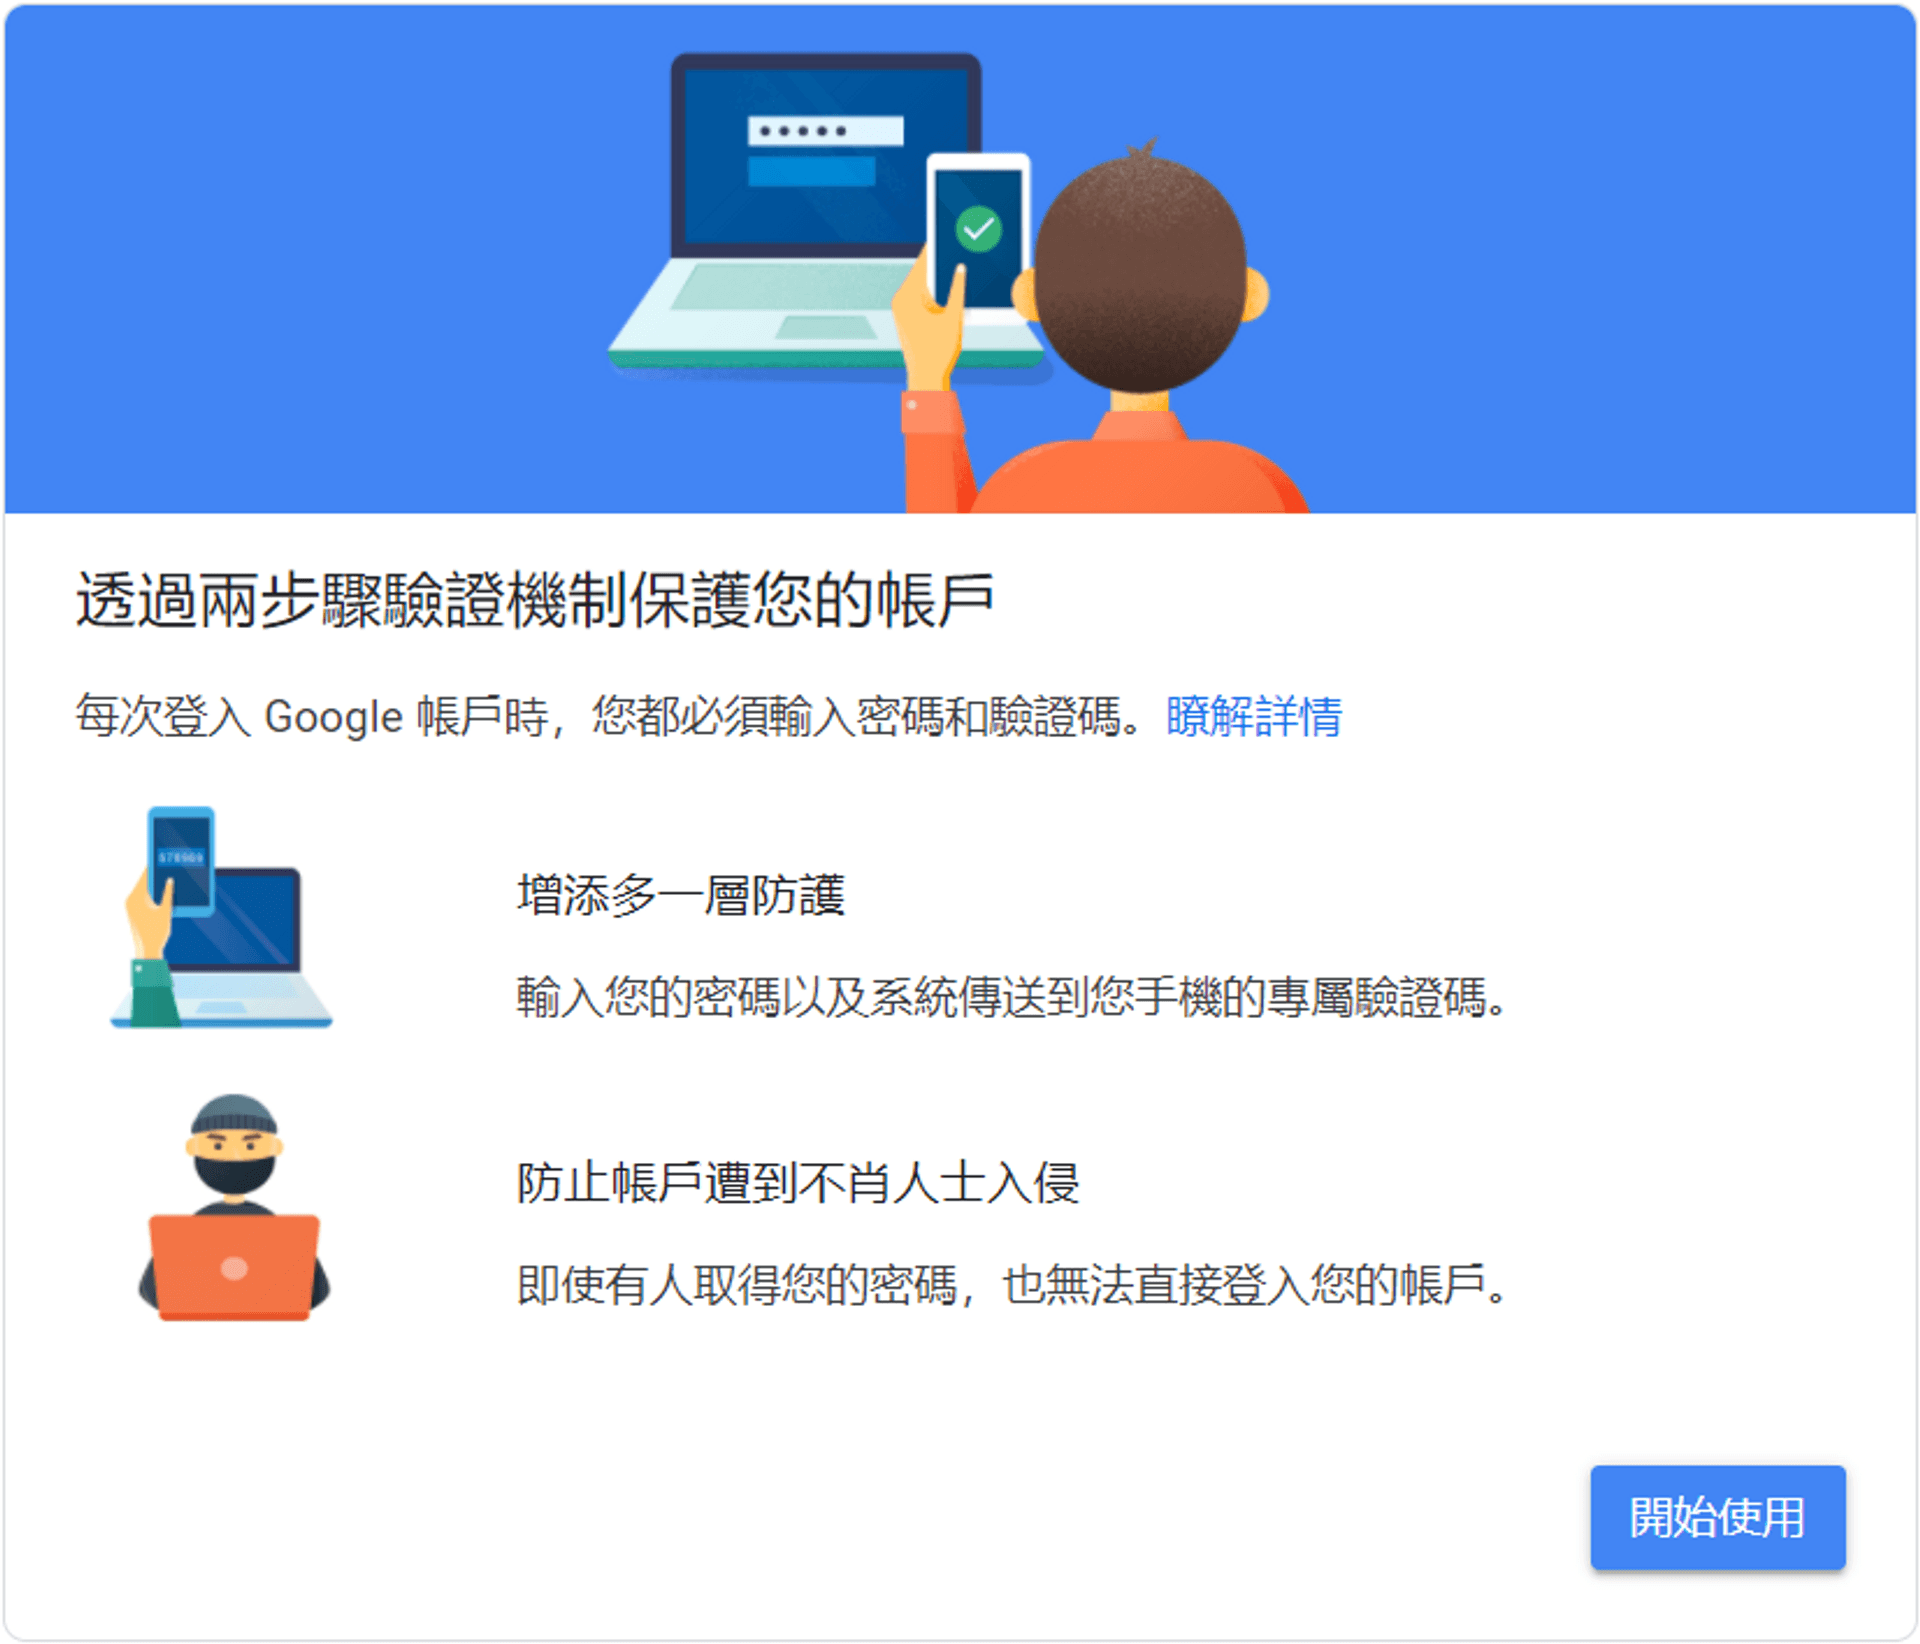 透過兩步驟驗證機制保護您的帳戶
每次登入 Google 帳戶時，您都必須輸入密碼和驗證碼。瞭解詳情
增添多一層防護
輸入您的密碼以及系統傳送到您手機的專屬驗證碼。
防止帳戶遭到不肖人士入侵
即使有人取得您的密碼，也無法直接登入您的帳戶。
開始使用